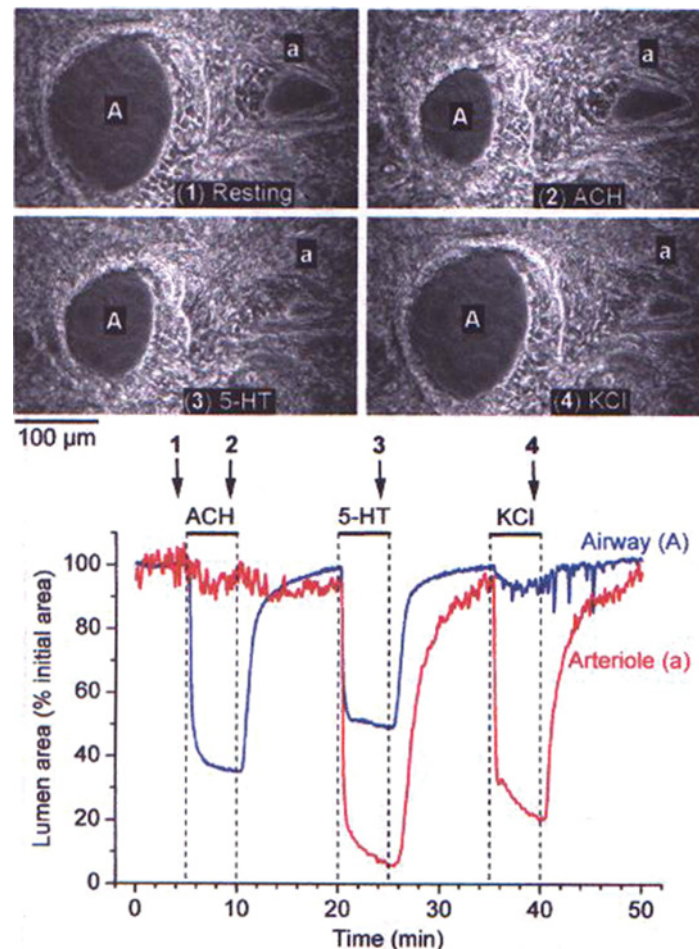 A
a
(1) Resting
A
a
(2) ACH
A
a
(3) 5-HT
A
a
(4) KCl
100 µm
1 2 3 4
ACH 5-HT KCl
Airway (A)
Arteriole (a)
Lumen area (% initial area)
100
80
60
40
20
0
0 10 20 30 40 50
Time (min)